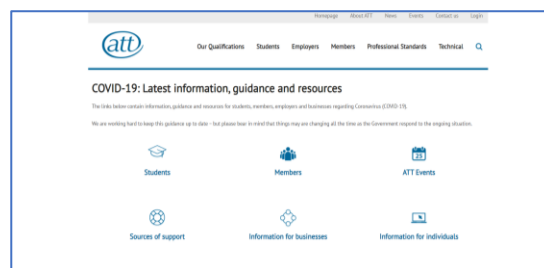 Homepage About ATT News Events Contact us Login
att
Our Qualifications Students Employers Members Professional Standards Technical
COVID-19: Latest information, guidance and resources
The links below contain information, guidance and resources for students, members, employers and businesses regarding Coronavirus (COVID-19).
We are working hard to keep this guidance up to date - but please bear in mind that things may are changing all the time as the Government respond to the ongoing situation.
Students Members 25 ATT Events
Sources of support Information for businesses Information for individuals